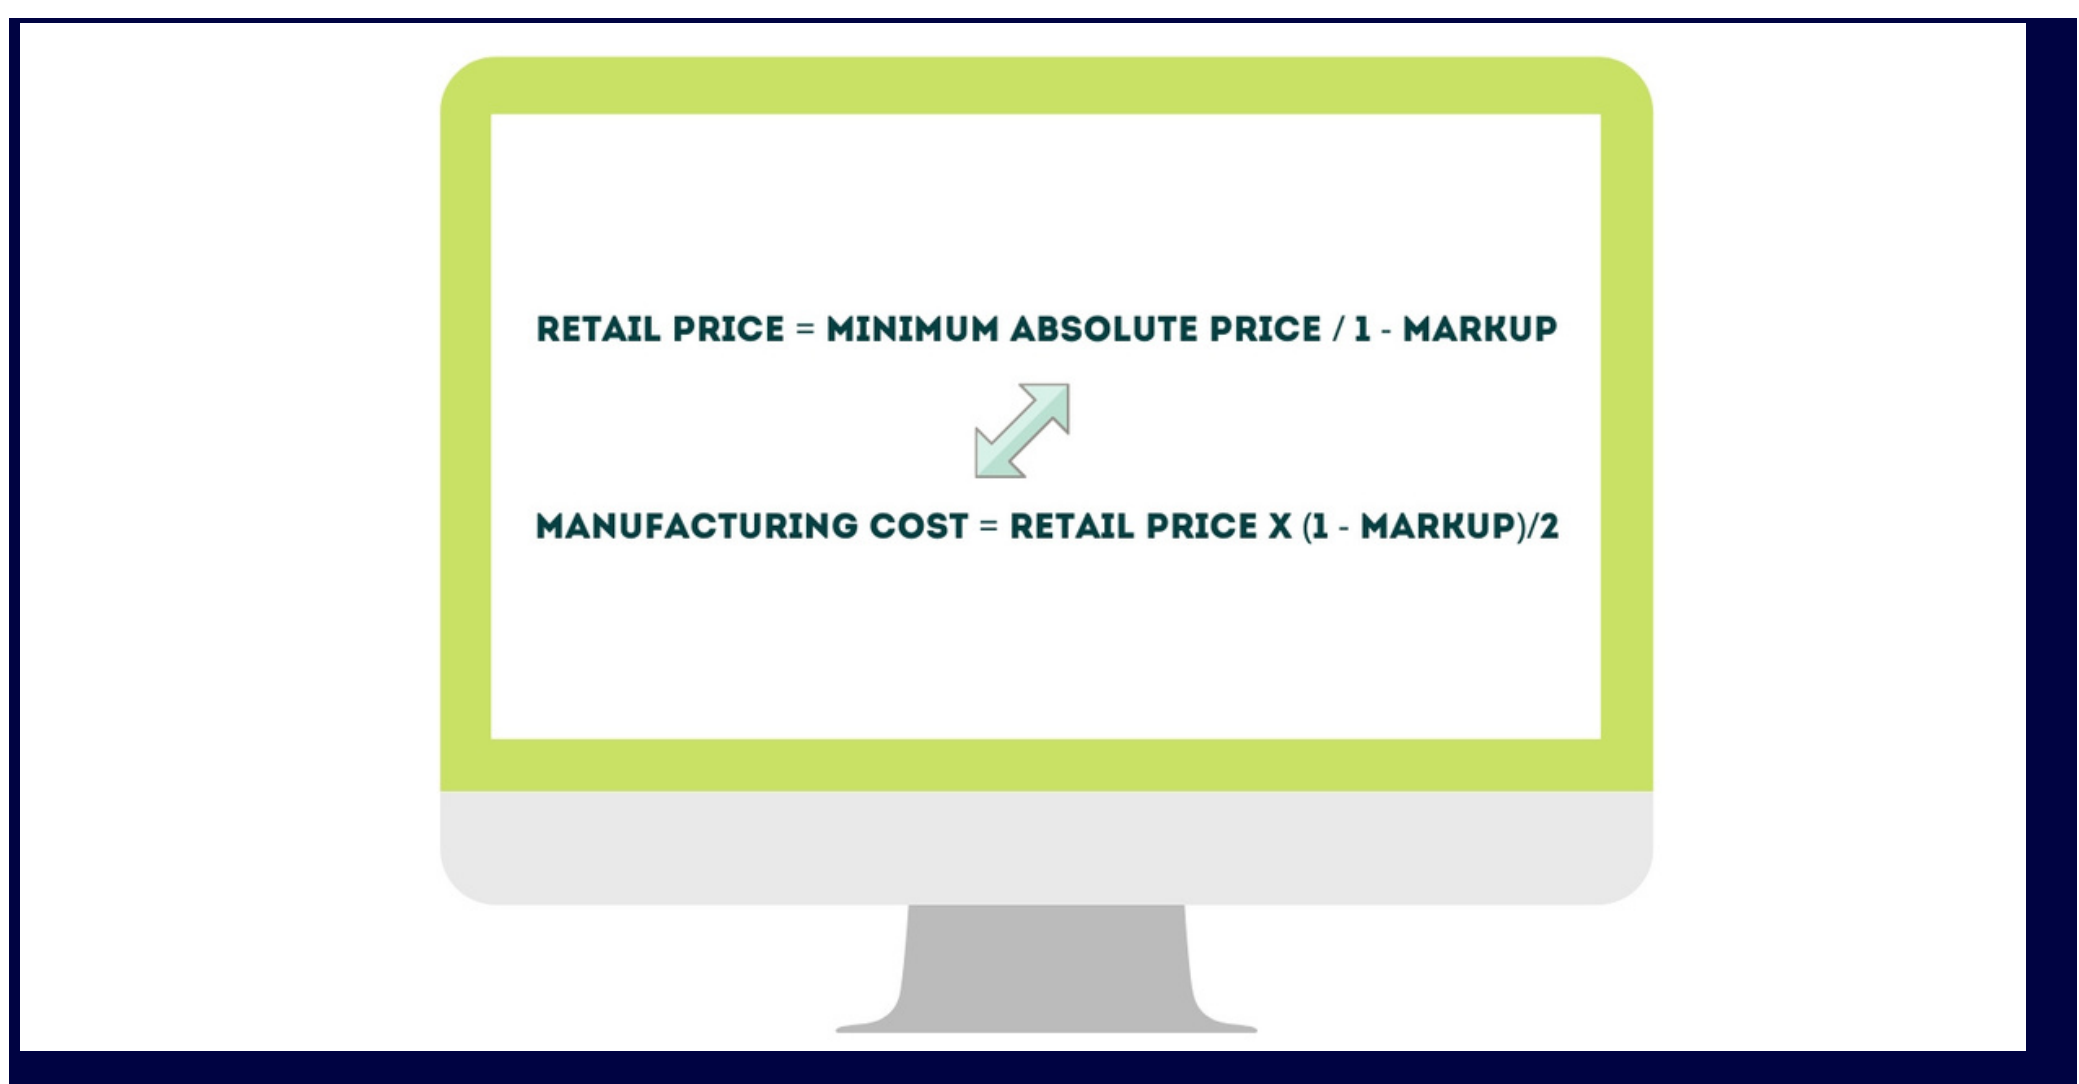 RETAIL PRICE = MINIMUM ABSOLUTE PRICE / 1 - MARKUP
MANUFACTURING COST = RETAIL PRICE X (1 - MARKUP)/2